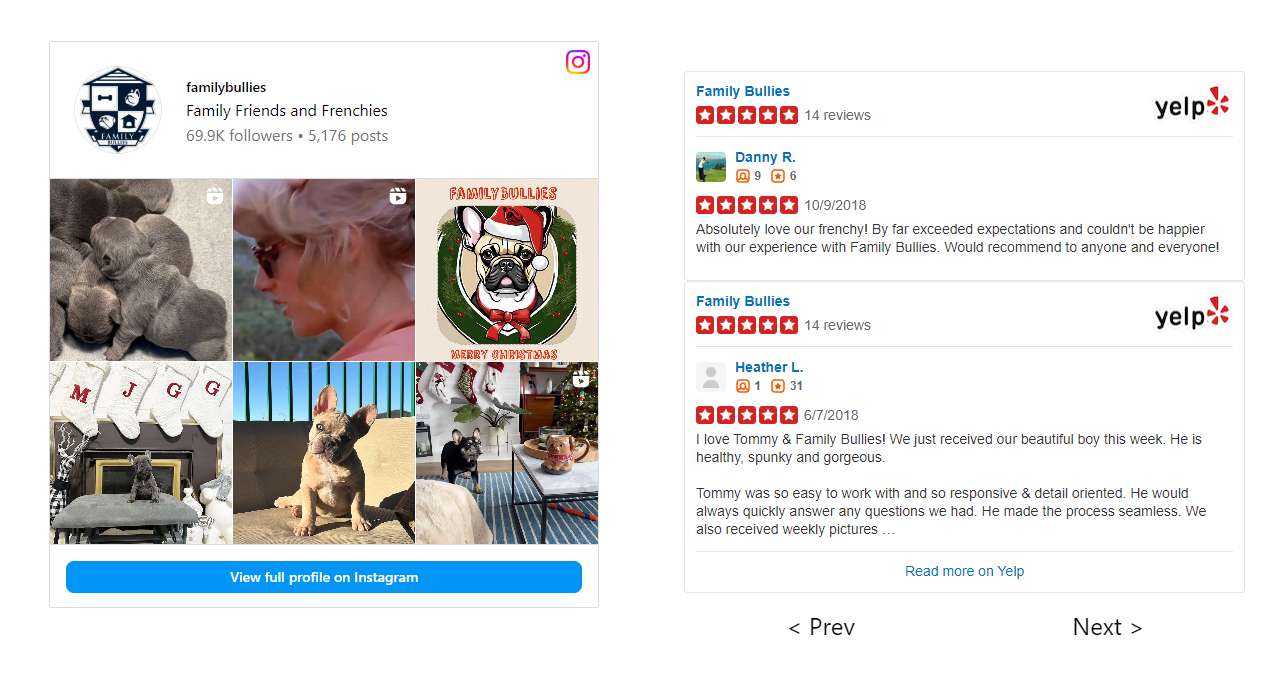 familybullies
Family Friends and Frenchies
69.9K followers • 5,176 posts
FAMILY
BULLIES
FAMILYBULLIES
MERRY CHRISTMAS
M J G G
View full profile on Instagram
Family Bullies
14 reviews
yelp
Danny R.
9 6
10/9/2018
Absolutely love our frenchy! By far exceeded expectations and couldn't be happier
with our experience with Family Bullies. Would recommend to anyone and everyone!
Family Bullies
14 reviews
yelp
Heather L.
1 31
6/7/2018
I love Tommy & Family Bullies! We just received our beautiful boy this week. He is
healthy, spunky and gorgeous.
Tommy was so easy to work with and so responsive & detail oriented. He would
always quickly answer any questions we had. He made the process seamless. We
also received weekly pictures …
Read more on Yelp
< Prev
Next >